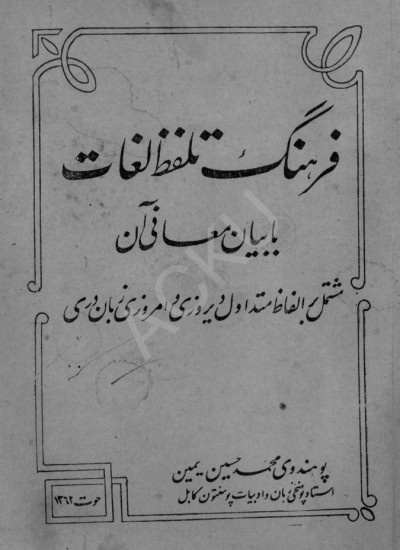 فرهنگ تلفظ لغات
با بیان معانی آن
مشتمل بر الفاظ متداول دیروزی و امروزی زبان دری
پوهندوی محمد حسین یمین
استاد پوهنځی زبان و ادبیات پوهنتون کابل
حوت ۱۳۶۲
ACKU